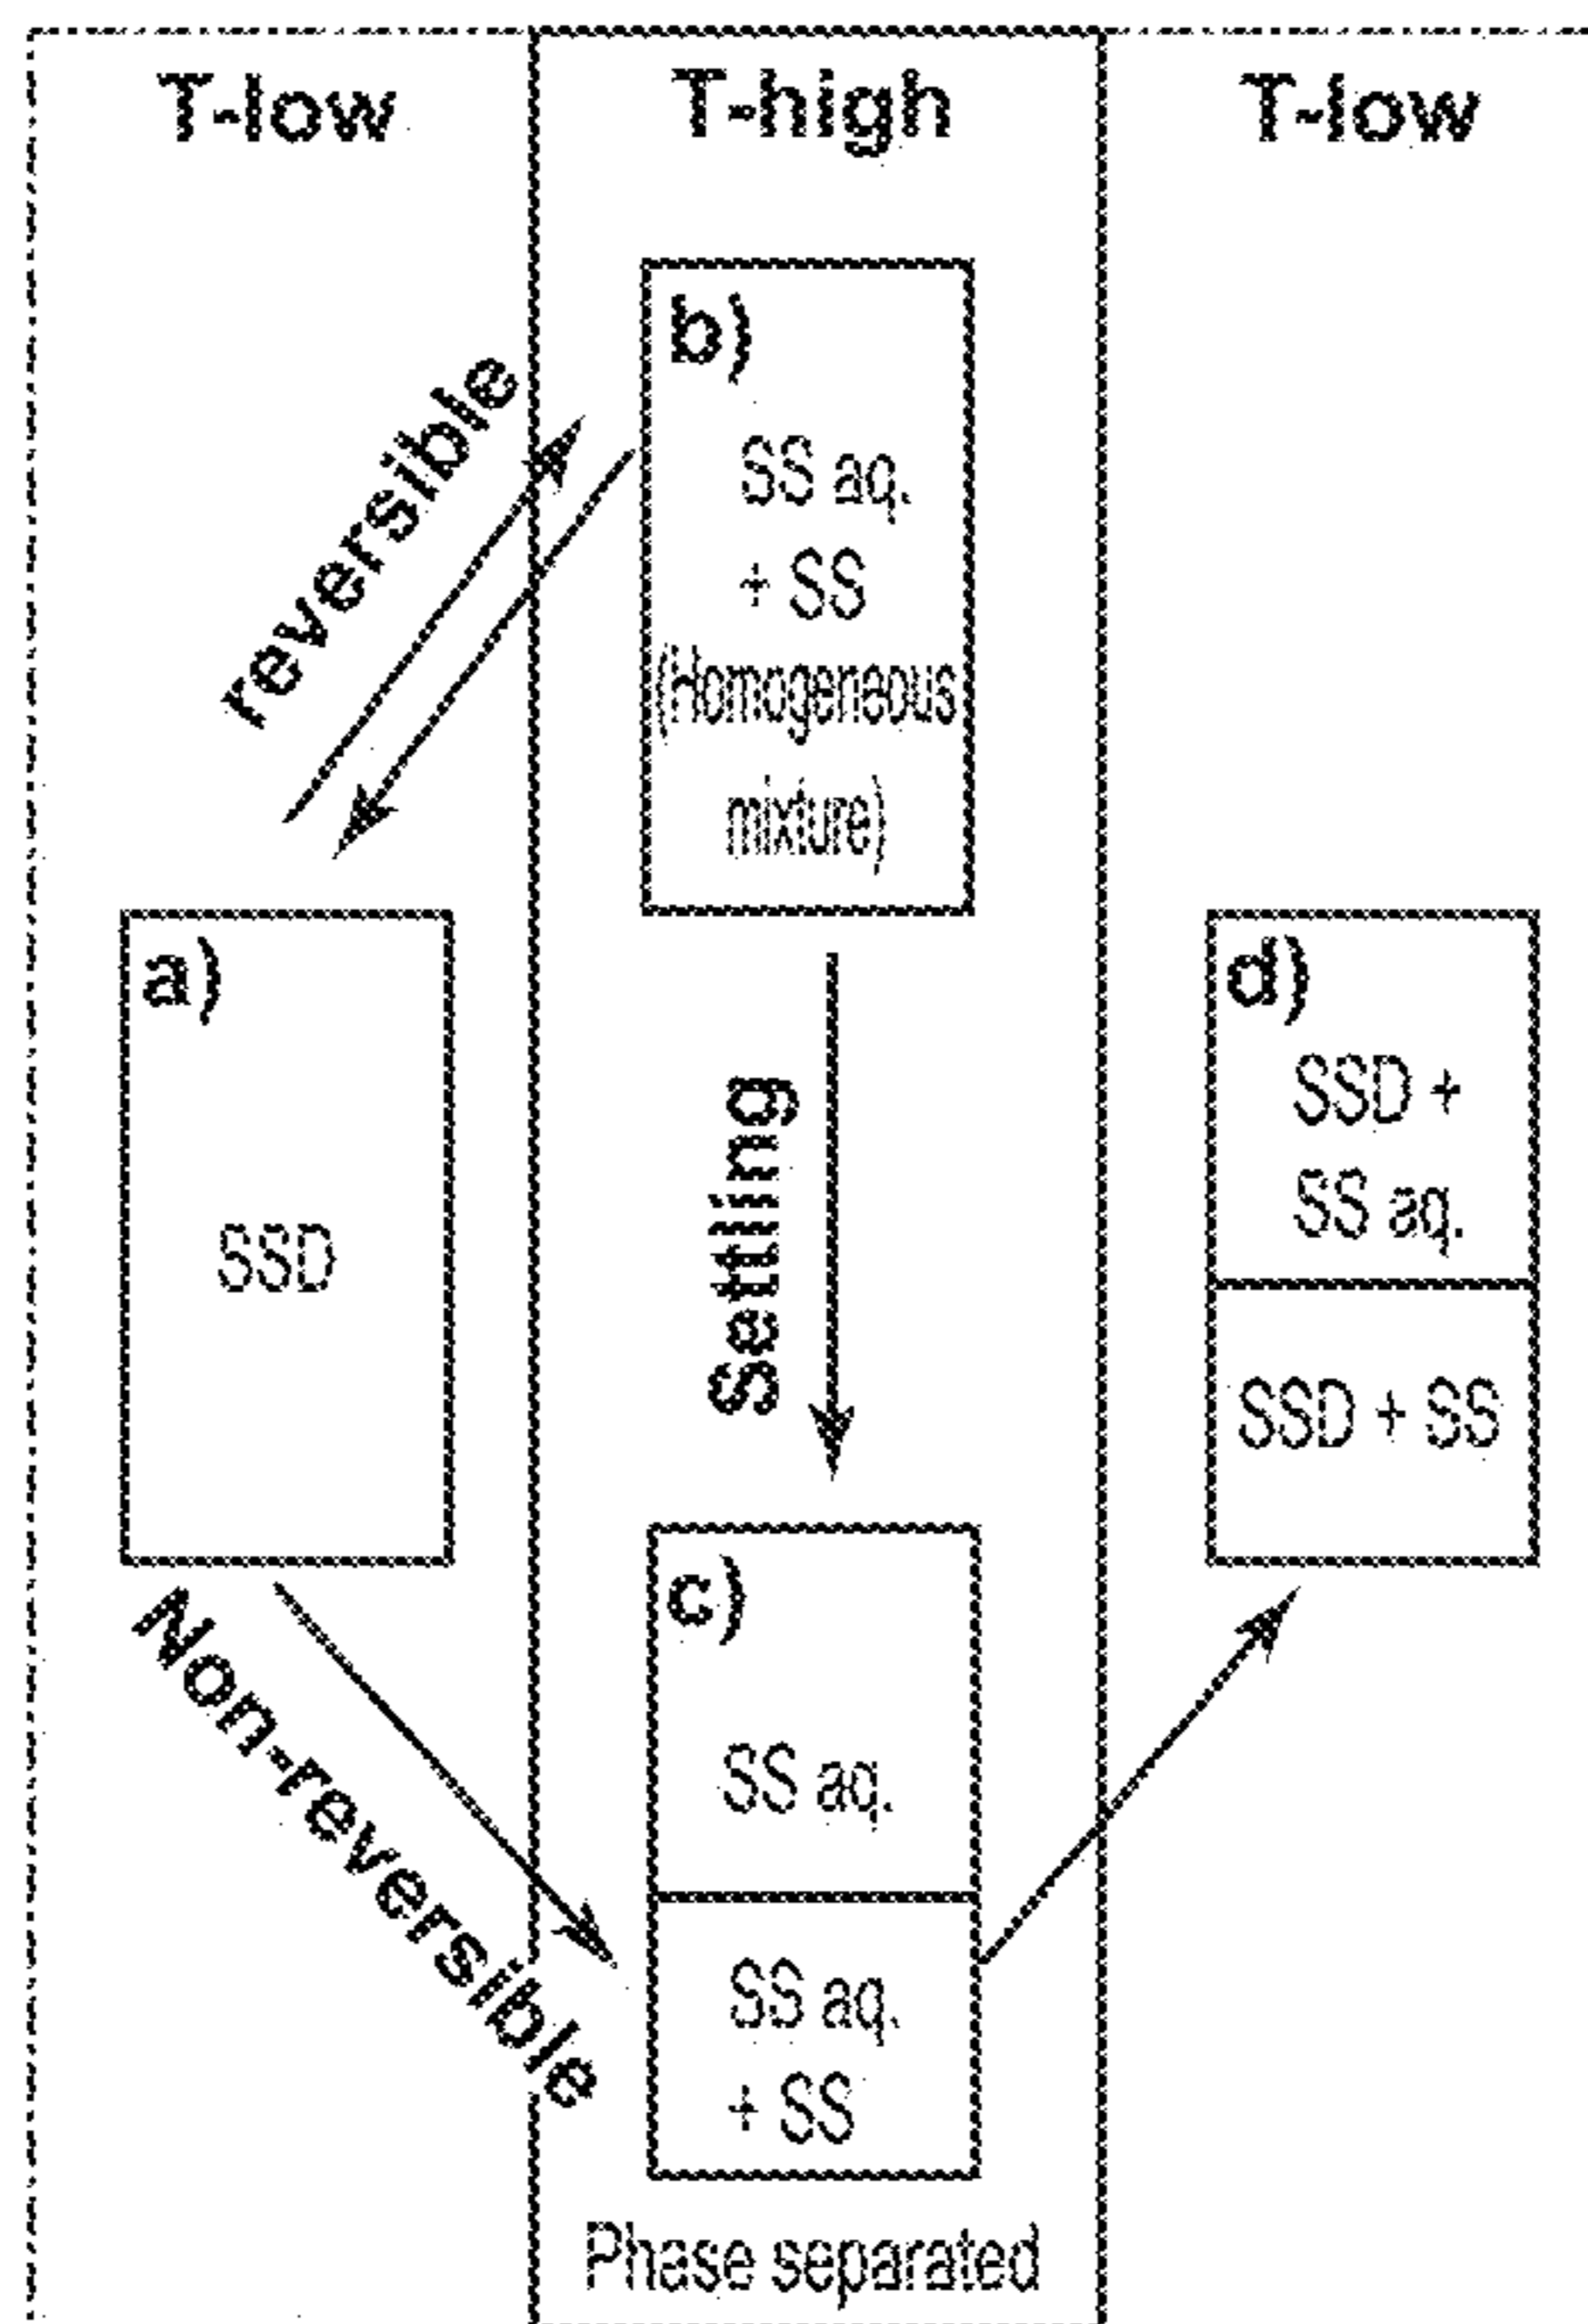 T-low
T-high
T-low
reversible
b)
SS aq.
+ SS
(Homogeneous
mixture)
a)
SSD
Settling
d)
SSD +
SS aq.
SSD + SS
Non-reversible
c)
SS aq.
SS aq.
+ SS
Phase separated